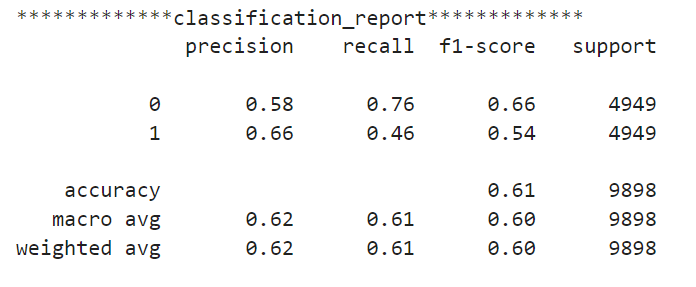 *************classification_report*************
precision recall f1-score support
0 0.58 0.76 0.66 4949
1 0.66 0.46 0.54 4949
accuracy 0.61 9898
macro avg 0.62 0.61 0.60 9898
weighted avg 0.62 0.61 0.60 9898